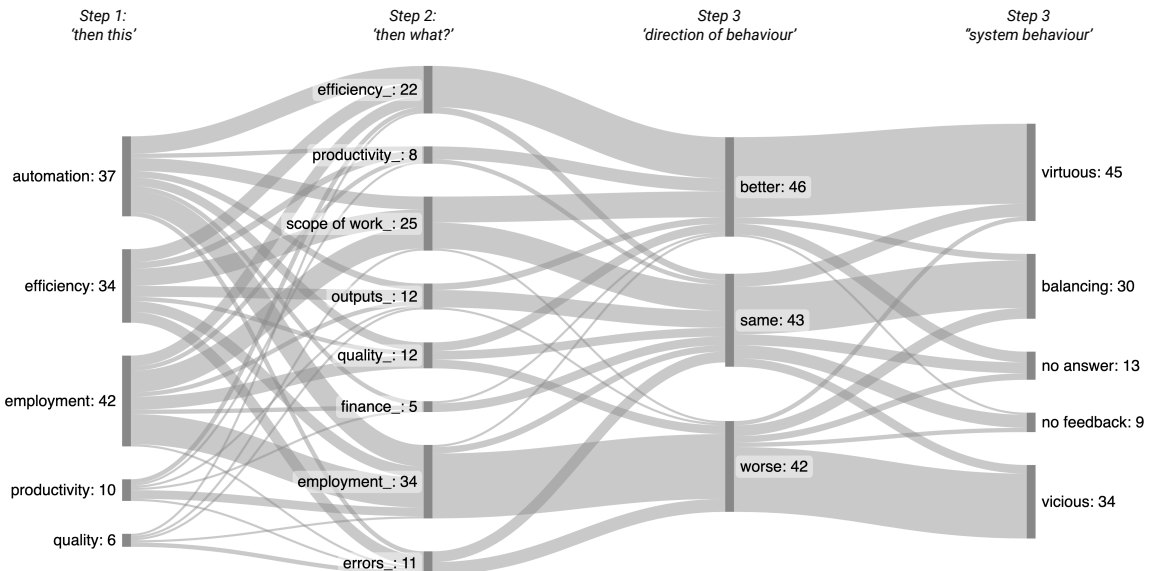 Step 1:
‘then this’
Step 2:
‘then what?’
Step 3
‘direction of behaviour’
Step 3
“system behaviour’
automation: 37
efficiency: 34
employment: 42
productivity: 10
quality: 6
efficiency_: 22
productivity_: 8
scope of work_: 25
outputs_: 12
quality_: 12
finance_: 5
employment_: 34
errors_: 11
better: 46
same: 43
worse: 42
virtuous: 45
balancing: 30
no answer: 13
no feedback: 9
vicious: 34